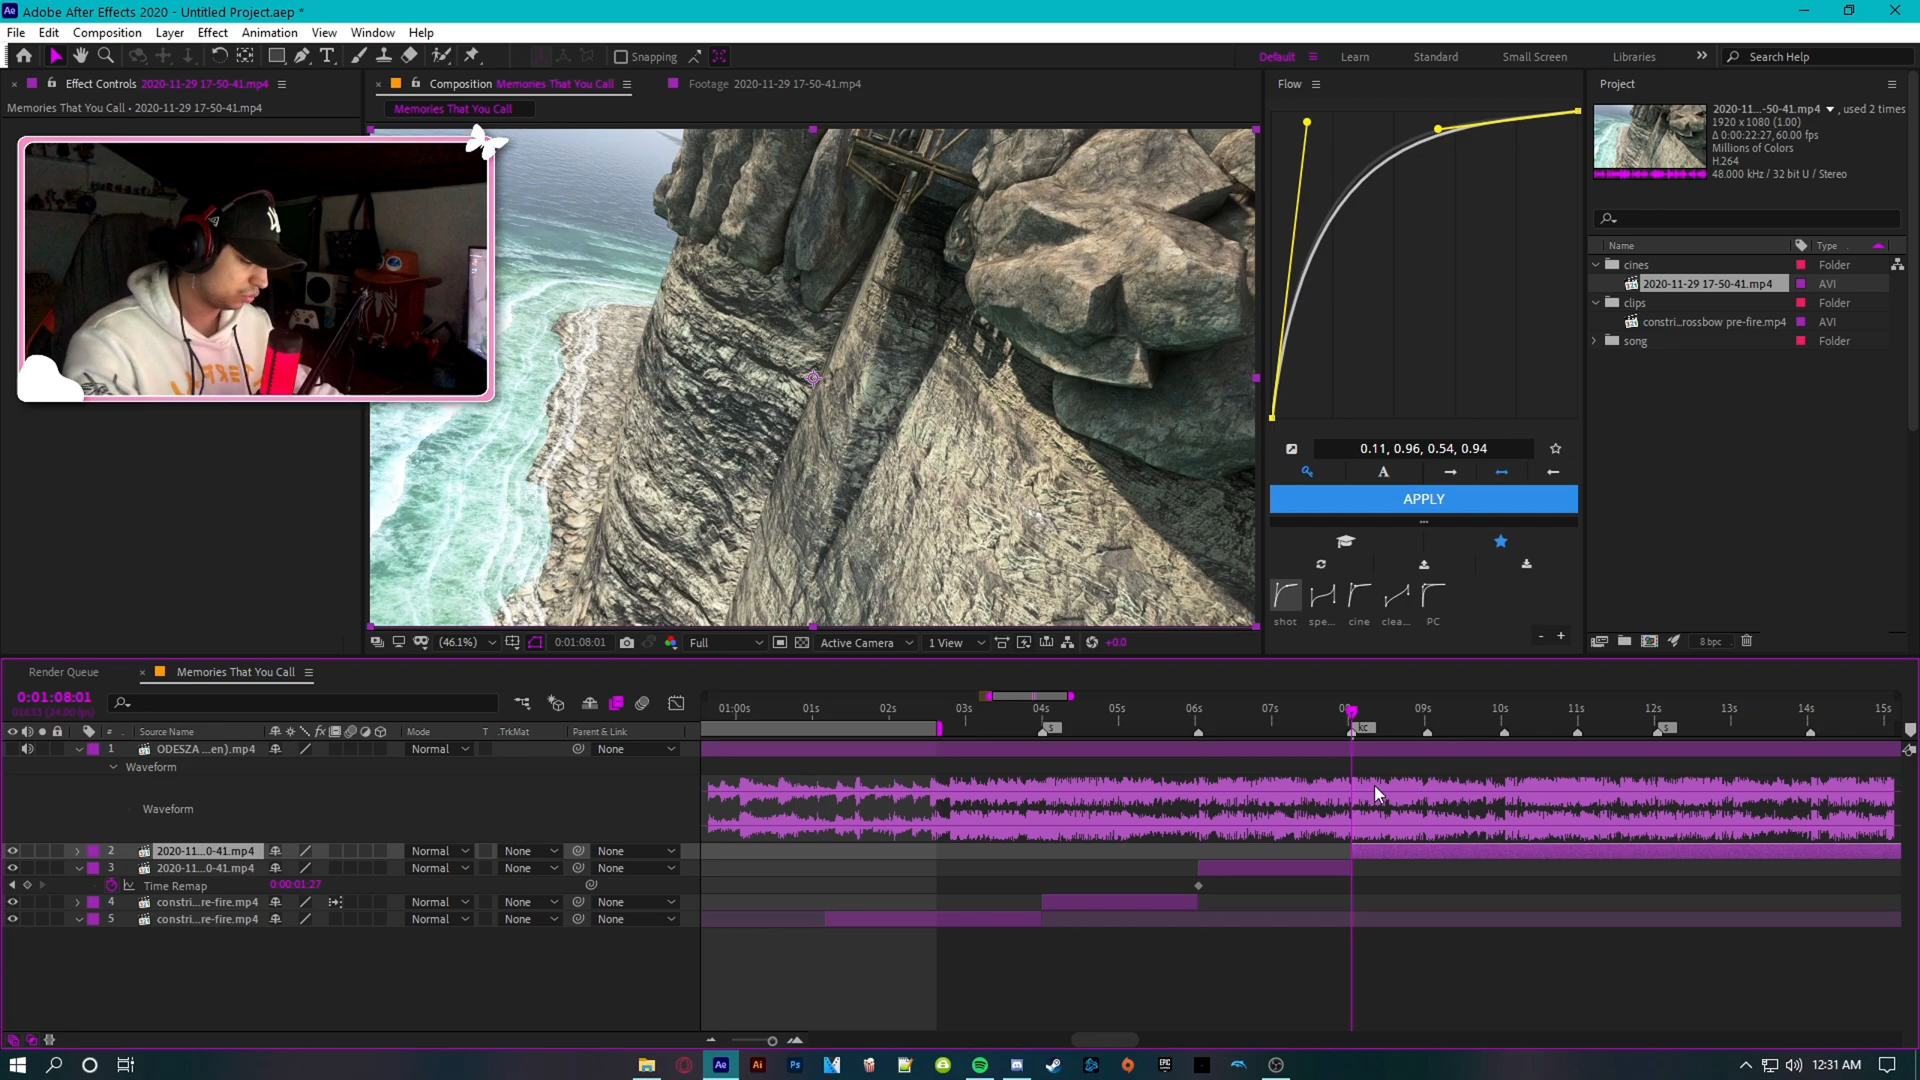 Adobe After Effects 2020 - Untitled Project.aep *
File Edit Composition Layer Effect Animation View Window Help
Snapping
Default Learn Standard Small Screen Libraries Search Help
Effect Controls 2020-11-29 17-50-41.mp4
Composition Memories That You Call
Footage 2020-11-29 17-50-41.mp4
Flow
Project
Memories That You Call • 2020-11-29 17-50-41.mp4
Memories That You Call
2020-11...-50-41.mp4 , used 2 times
1920 x 1080 (1.00)
Δ 0:00:22:27, 60.00 fps
Millions of Colors
H.264
48.000 kHz / 32 bit U / Stereo
Name Type
cines Folder
2020-11-29 17-50-41.mp4 AVI
clips Folder
constri...rossbow pre-fire.mp4 AVI
song Folder
0.11, 0.96, 0.54, 0.94
A
APPLY
shot spe... cine clea... PC
- +
(46.1%) 0:01:08:01 Full Active Camera 1 View +0.0
8 bpc
Render Queue Memories That You Call
0:01:08:01
01:00s 01s 02s 03s 04s 05s 06s 07s 08s 09s 10s 11s 12s 13s 14s 15s
s kc s
# Source Name fx Mode T .TrkMat Parent & Link
1 ODESZA ...en).mp4 Normal None
Waveform
Waveform
2 2020-11...0-41.mp4 Normal None None
3 2020-11...0-41.mp4 Normal None None
Time Remap 0:00:01:27
4 constri...re-fire.mp4 Normal None None
5 constri...re-fire.mp4 Normal None None
12:31 AM